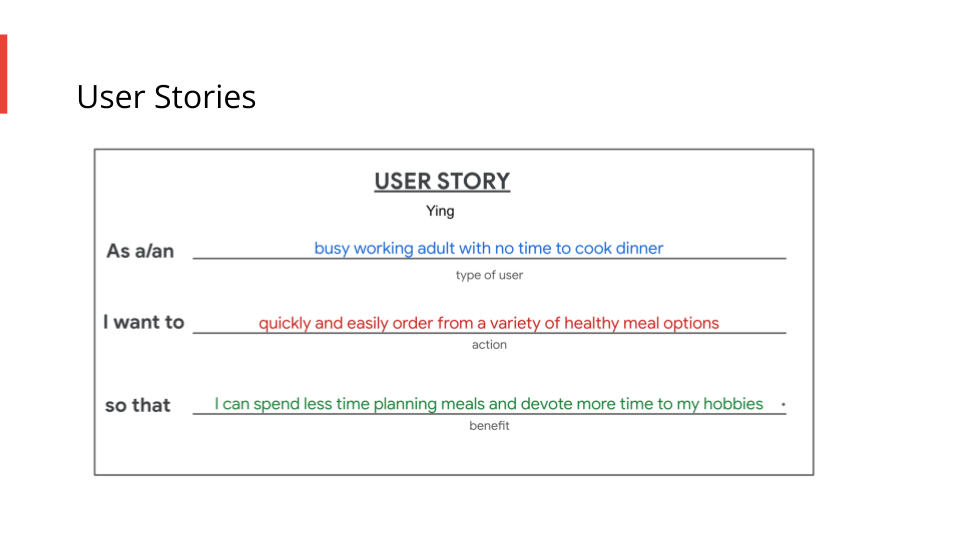 User Stories
USER STORY
Ying
As a/an busy working adult with no time to cook dinner
type of user
I want to quickly and easily order from a variety of healthy meal options
action
so that I can spend less time planning meals and devote more time to my hobbies .
benefit